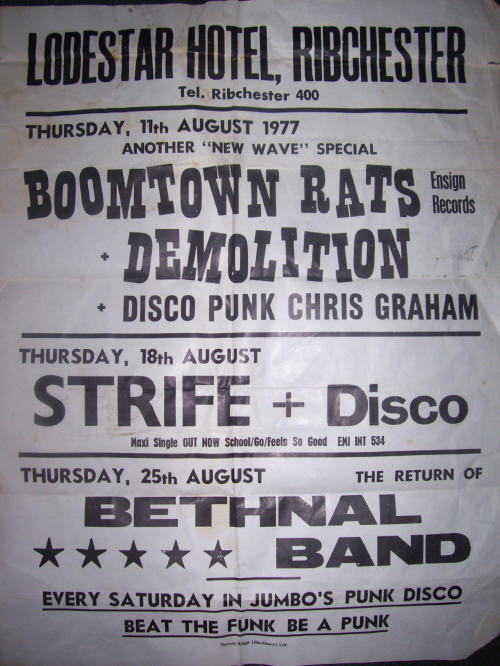 LODESTAR HOTEL, RIBCHESTER
Tel. Ribchester 400
THURSDAY, 11th AUGUST 1977
ANOTHER "NEW WAVE" SPECIAL
BOOMTOWN RATS Ensign Records
+ DEMOLITION
+ DISCO PUNK CHRIS GRAHAM
THURSDAY, 18th AUGUST
STRIFE + Disco
Maxi Single OUT NOW School/Go/Feels So Good EMI INT 534
THURSDAY, 25th AUGUST THE RETURN OF
BETHNAL
★ ★ ★ ★ ★ BAND
EVERY SATURDAY IN JUMBO'S PUNK DISCO
BEAT THE FUNK BE A PUNK
(Blackburn) Ltd.